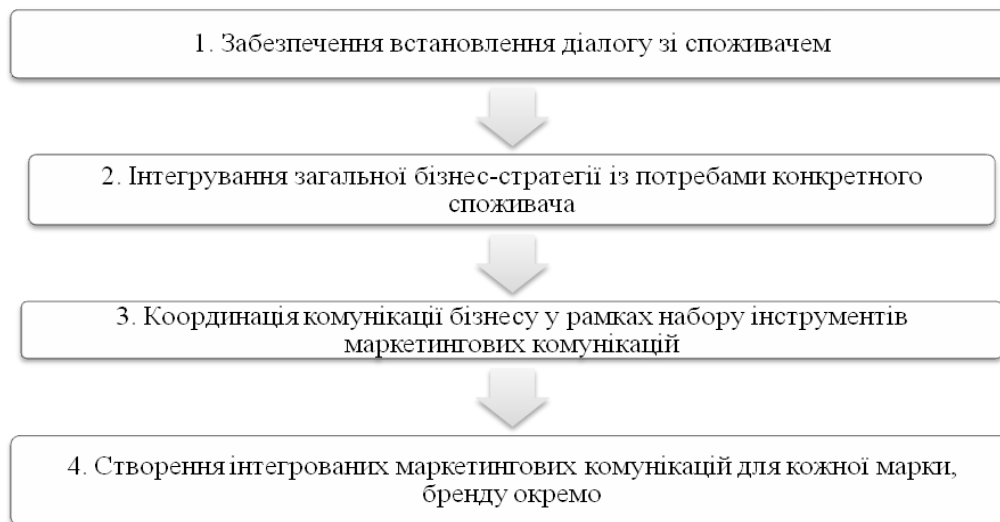 1. Забезпечення встановлення діалогу зі споживачем
2. Інтегрування загальної бізнес-стратегії із потребами конкретного
споживача
3. Координація комунікації бізнесу у рамках набору інструментів
маркетингових комунікацій
4. Створення інтегрованих маркетингових комунікацій для кожної марки,
бренду окремо